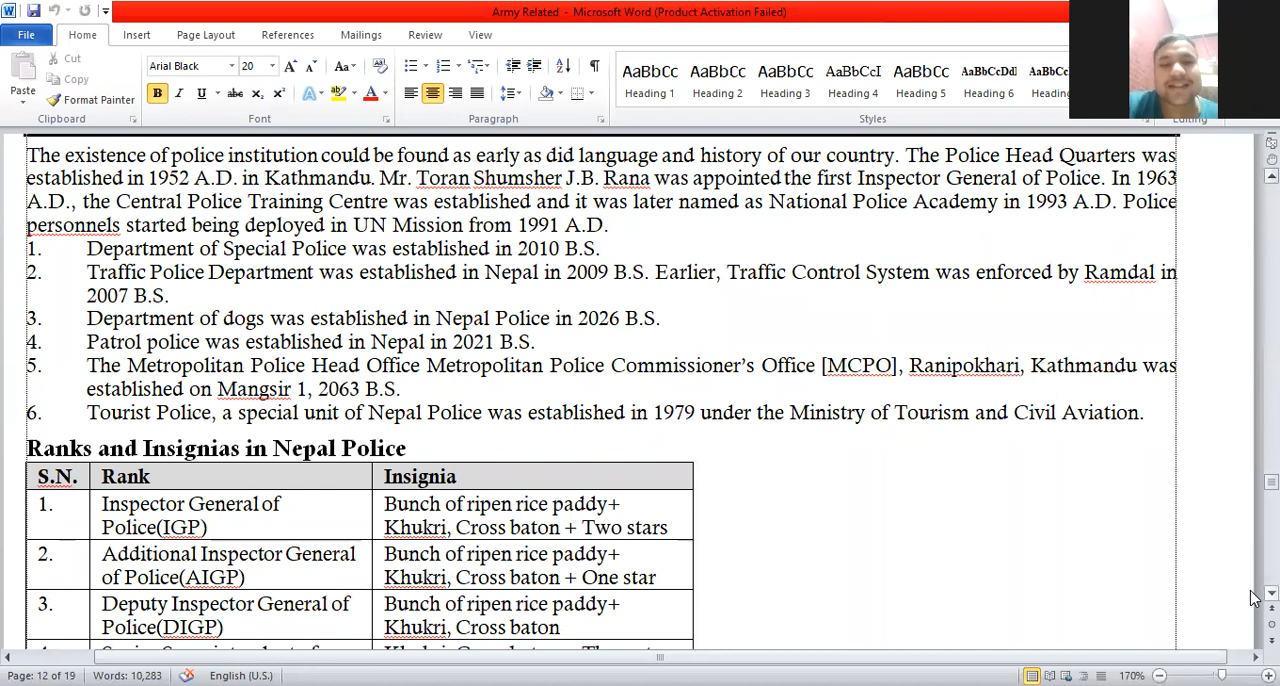 Army Related - Microsoft Word (Product Activation Failed)
File Home Insert Page Layout References Mailings Review View
Cut
Copy
Paste
Format Painter
Arial Black 20
AaBbCc AaBbCc AaBbCc AaBbCcI AaBbCc AaBbCcDd AaBbCc
Heading 1 Heading 2 Heading 3 Heading 4 Heading 5 Heading 6 Heading
Clipboard Font Paragraph Styles Editing
The existence of police institution could be found as early as did language and history of our country. The Police Head Quarters was
established in 1952 A.D. in Kathmandu. Mr. Toran Shumsher J.B. Rana was appointed the first Inspector General of Police. In 1963
A.D., the Central Police Training Centre was established and it was later named as National Police Academy in 1993 A.D. Police
personnels started being deployed in UN Mission from 1991 A.D.
1. Department of Special Police was established in 2010 B.S.
2. Traffic Police Department was established in Nepal in 2009 B.S. Earlier, Traffic Control System was enforced by Ramdal in
2007 B.S.
3. Department of dogs was established in Nepal Police in 2026 B.S.
4. Patrol police was established in Nepal in 2021 B.S.
5. The Metropolitan Police Head Office Metropolitan Police Commissioner's Office [MCPO], Ranipokhari, Kathmandu was
established on Mangsir 1, 2063 B.S.
6. Tourist Police, a special unit of Nepal Police was established in 1979 under the Ministry of Tourism and Civil Aviation.
Ranks and Insignias in Nepal Police
S.N. Rank Insignia
1. Inspector General of Bunch of ripen rice paddy+
Police(IGP) Khukri, Cross baton + Two stars
2. Additional Inspector General Bunch of ripen rice paddy+
of Police(AIGP) Khukri, Cross baton + One star
3. Deputy Inspector General of Bunch of ripen rice paddy+
Police(DIGP) Khukri, Cross baton
Page: 12 of 19 Words: 10,283 English (U.S.) 170%